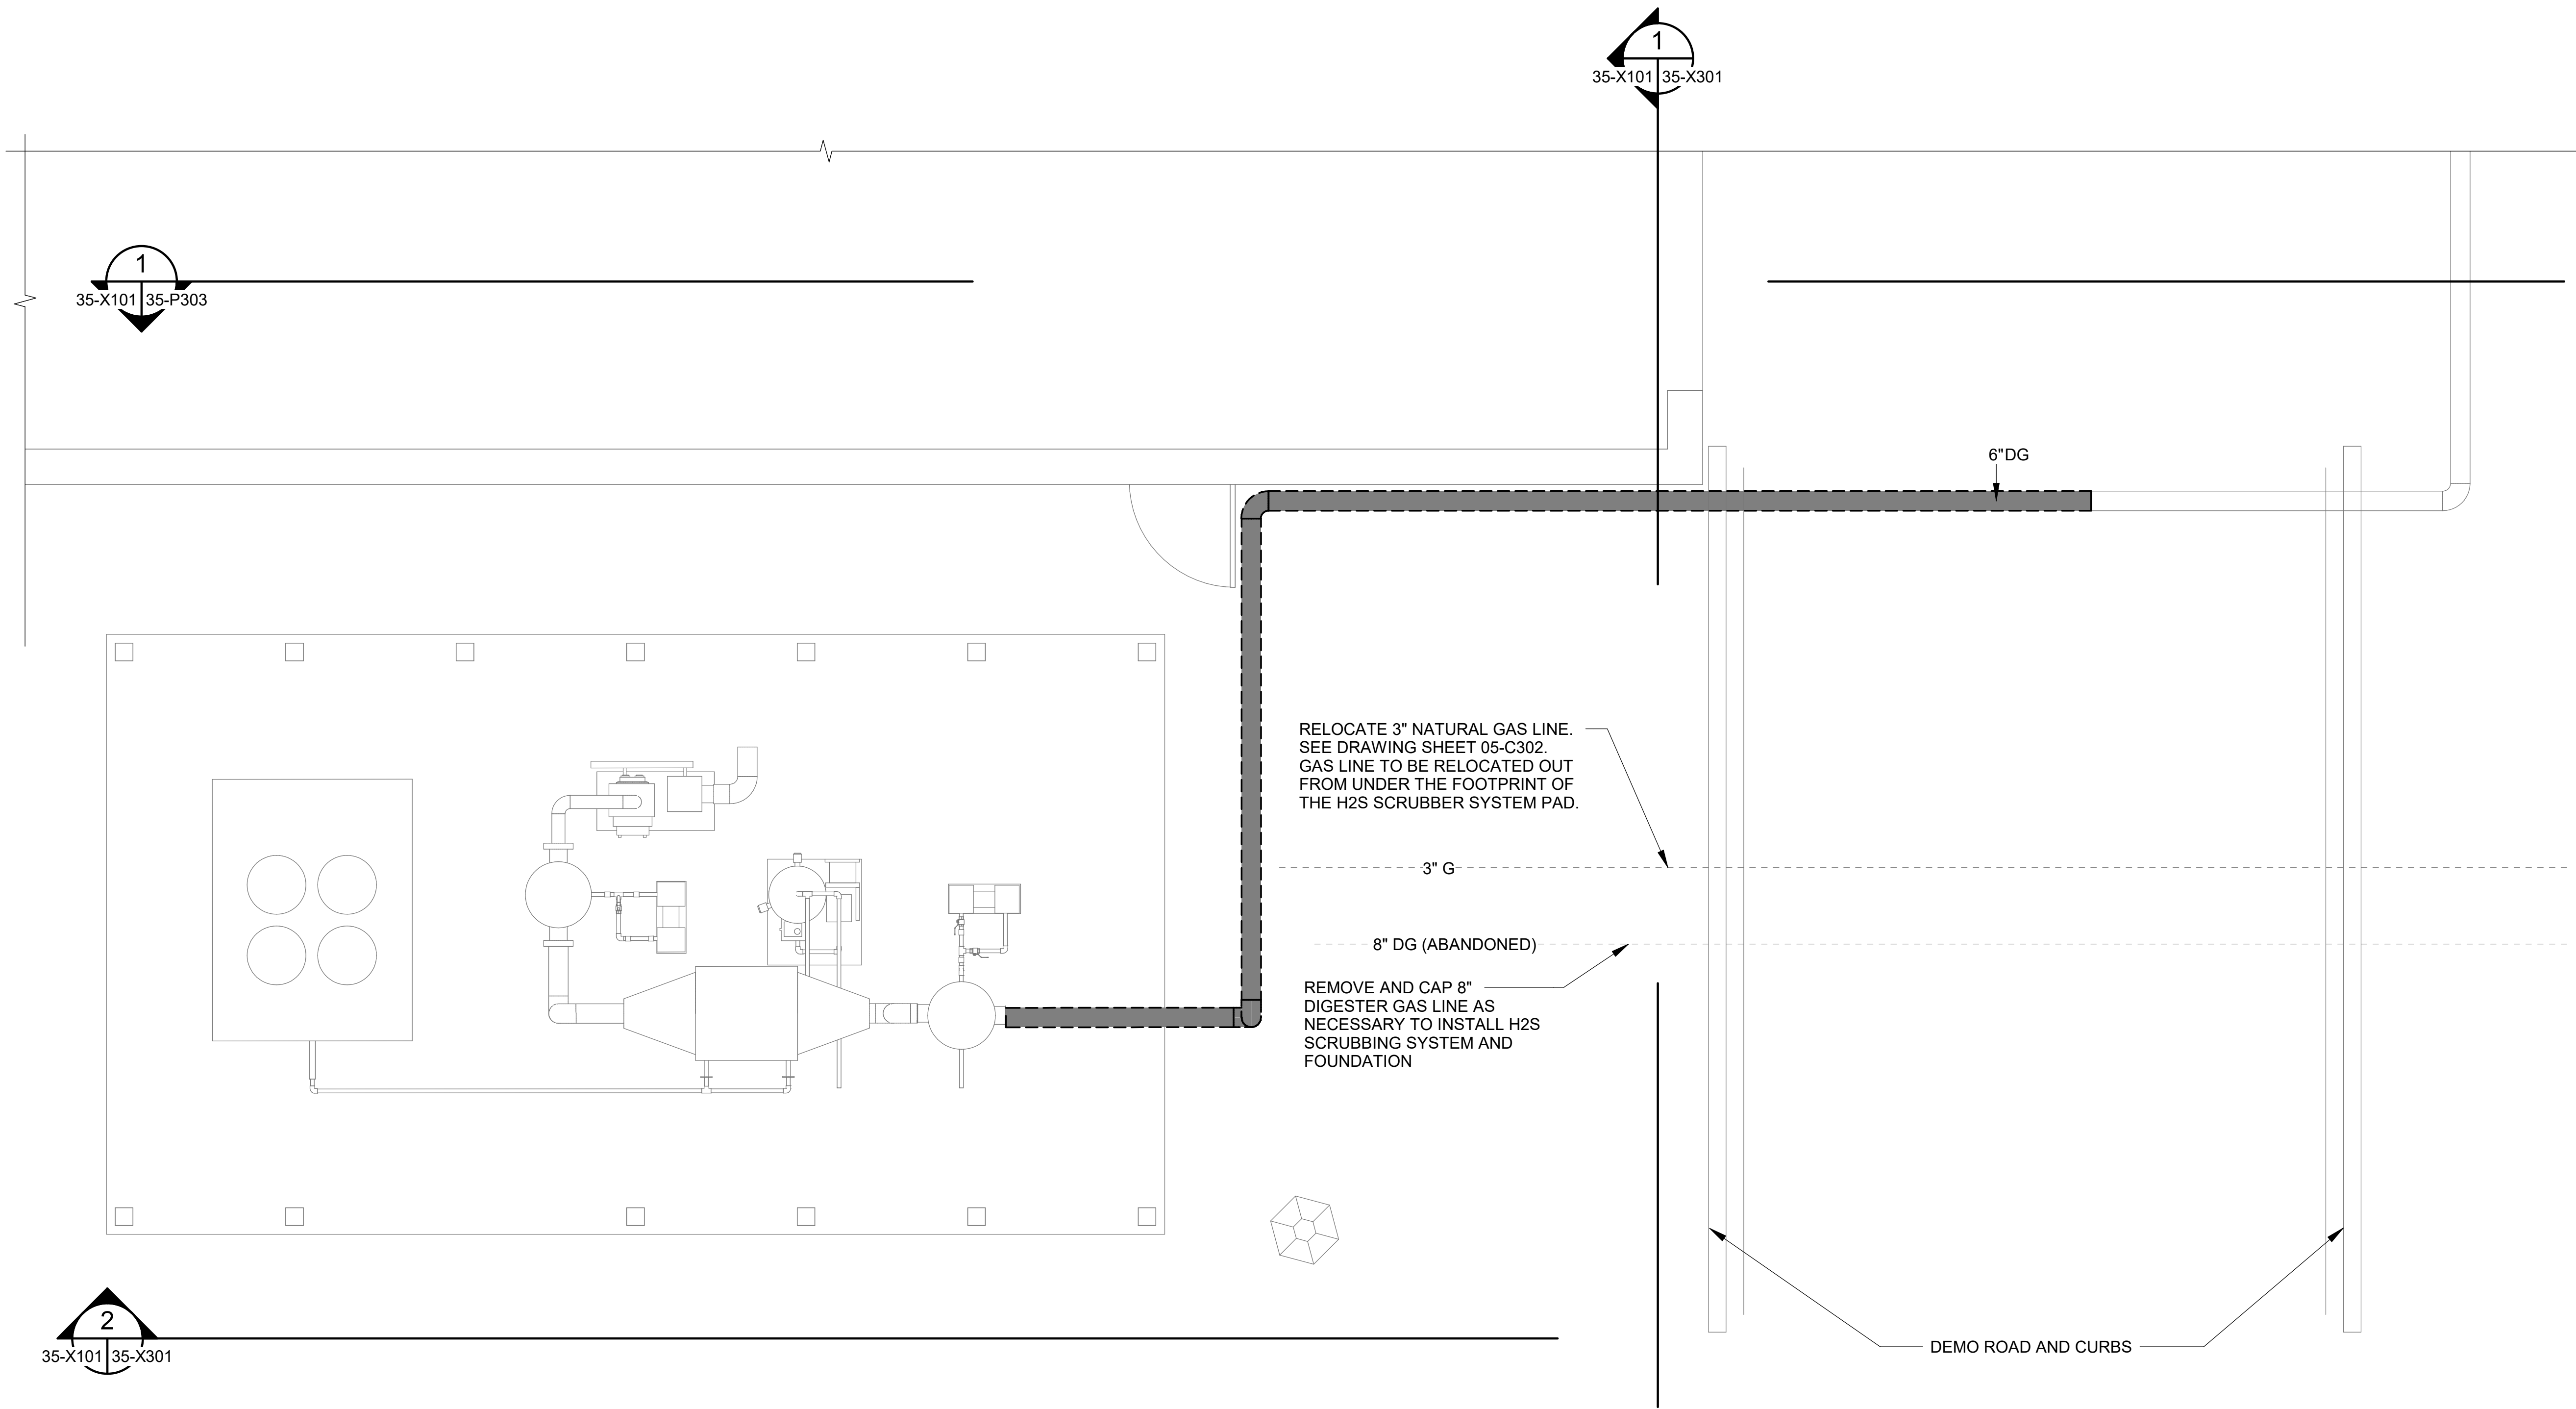 1
35-X101 35-X301
1
35-X101 35-P303
6"DG
RELOCATE 3" NATURAL GAS LINE.
SEE DRAWING SHEET 05-C302.
GAS LINE TO BE RELOCATED OUT
FROM UNDER THE FOOTPRINT OF
THE H2S SCRUBBER SYSTEM PAD.
3" G
8" DG (ABANDONED)
REMOVE AND CAP 8"
DIGESTER GAS LINE AS
NECESSARY TO INSTALL H2S
SCRUBBING SYSTEM AND
FOUNDATION
2
35-X101 35-X301
DEMO ROAD AND CURBS